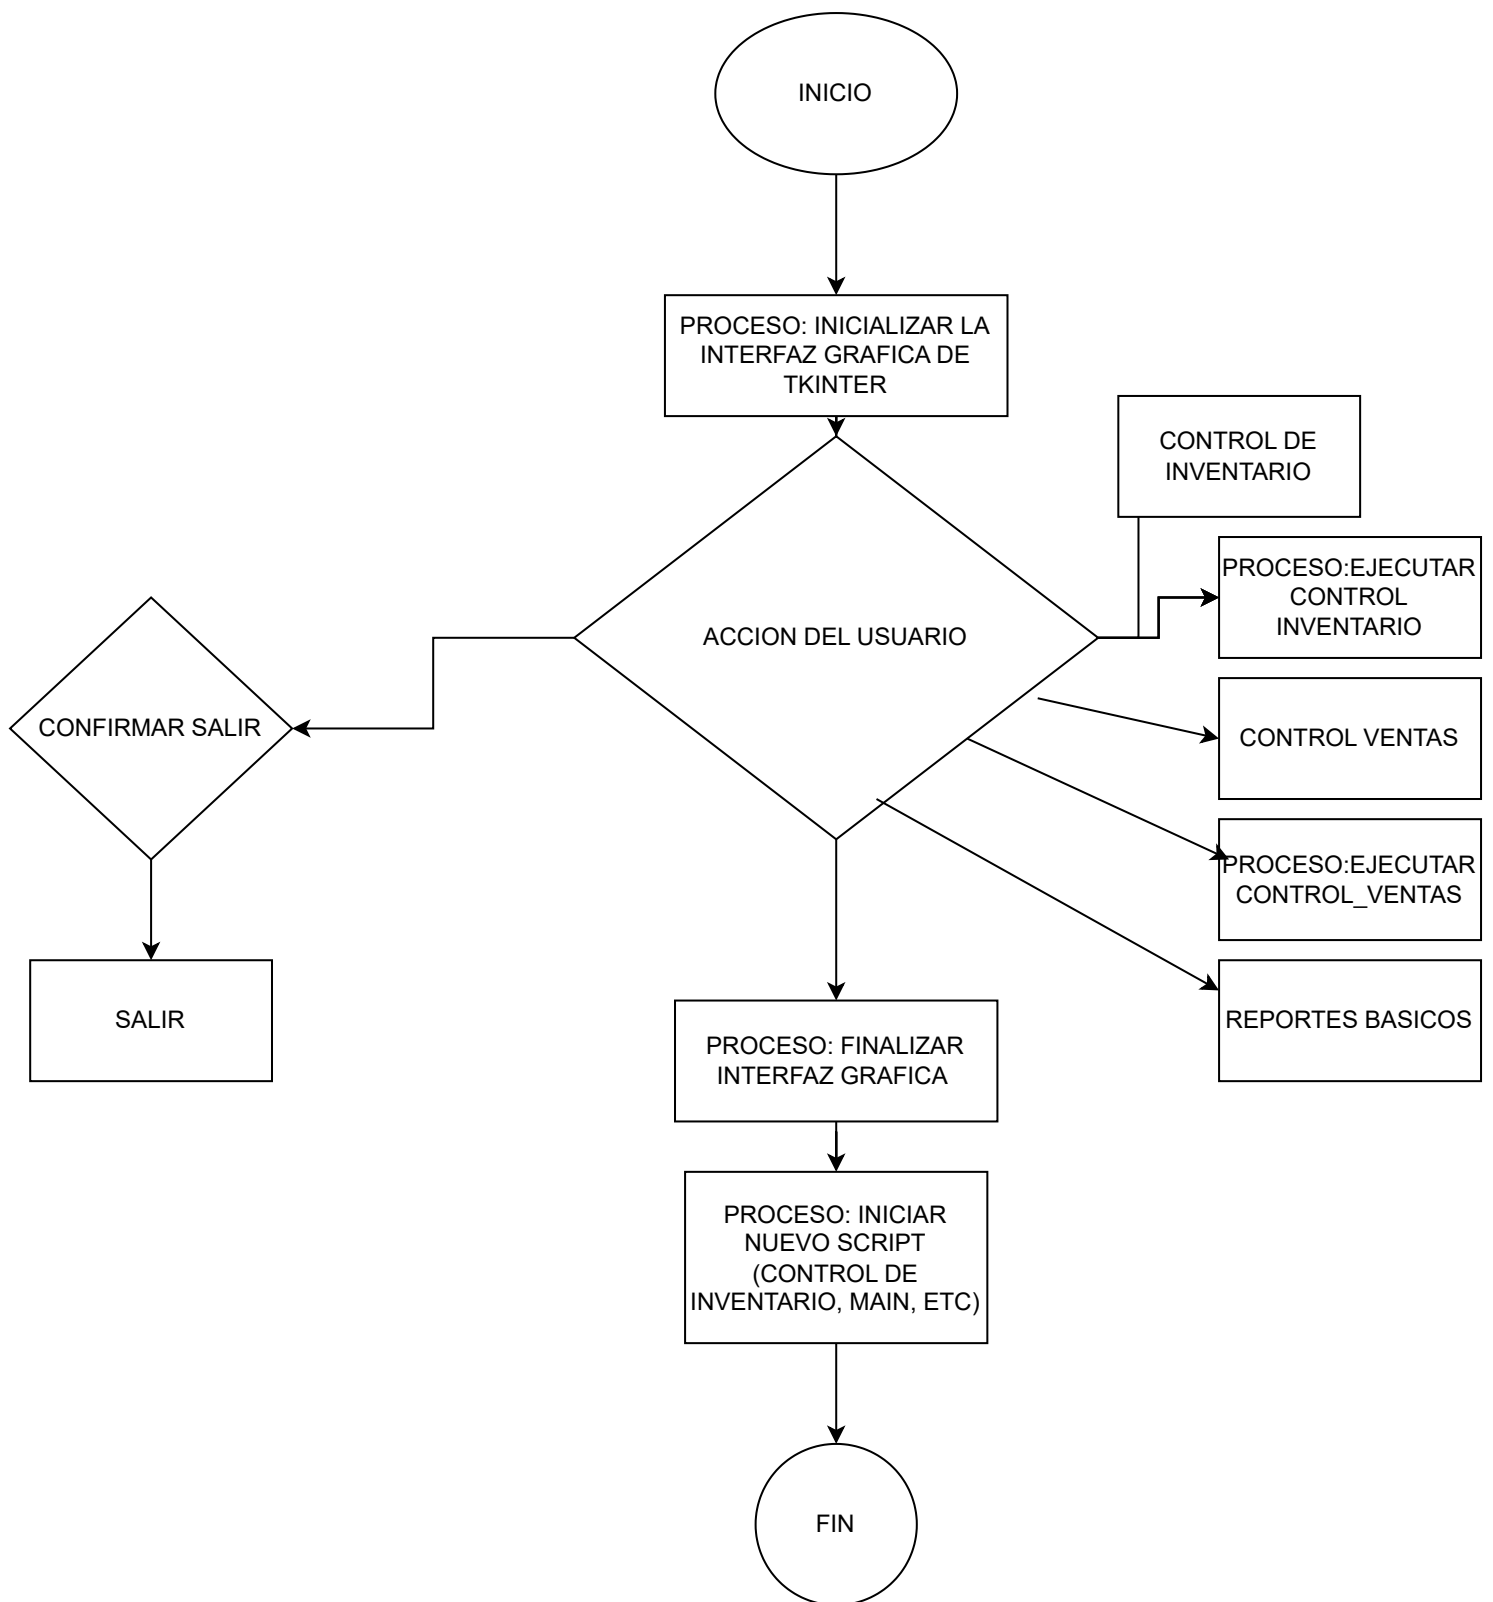 INICIO
PROCESO: INICIALIZAR LA
INTERFAZ GRAFICA DE
TKINTER
CONTROL DE
INVENTARIO
PROCESO:EJECUTAR
CONTROL
INVENTARIO
ACCION DEL USUARIO
CONFIRMAR SALIR
CONTROL VENTAS
PROCESO:EJECUTAR
CONTROL_VENTAS
SALIR
REPORTES BASICOS
PROCESO: FINALIZAR
INTERFAZ GRAFICA
PROCESO: INICIAR
NUEVO SCRIPT
(CONTROL DE
INVENTARIO, MAIN, ETC)
FIN